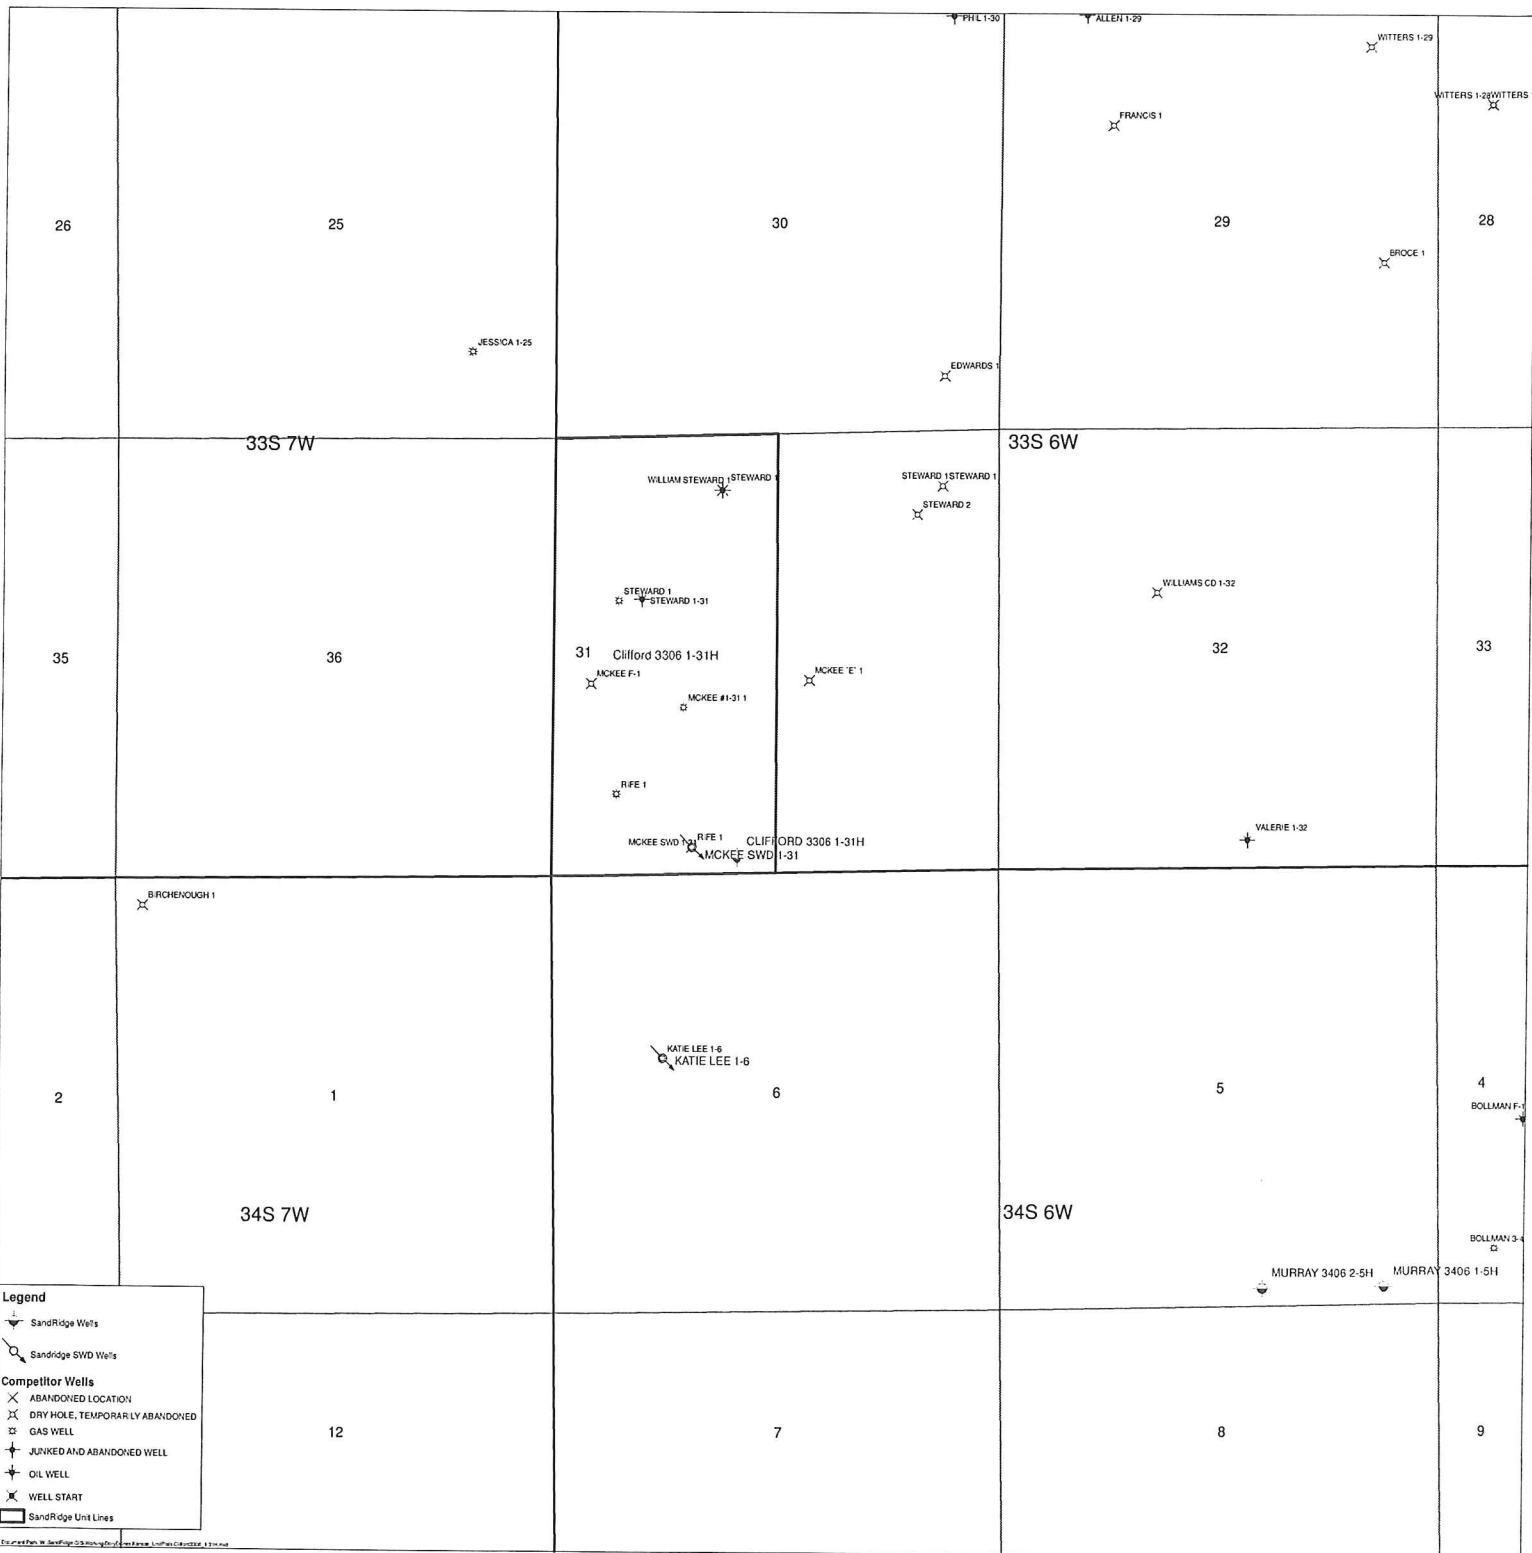 PHIL 1-30
ALLEN 1-29
WITTERS 1-29
WITTERS 1-28WITTERS
FRANCIS 1
26
25
30
29
28
BROCE 1
JESSICA 1-25
EDWARDS 1
33S 7W
33S 6W
WILLIAM STEWARD 1
STEWARD 1
STEWARD 1STEWARD 1
STEWARD 2
WILLIAMS CD 1-32
STEWARD 1
STEWARD 1-31
35
36
31
Clifford 3306 1-31H
32
33
MCKEE F-1
MCKEE "E" 1
MCKEE #1-31 1
RIFE 1
VALERIE 1-32
MCKEE SWD 1-31
RIFE 1
CLIFFORD 3306 1-31H
MCKEE SWD 1-31
BIRCHENOUGH 1
KATIE LEE 1-6
KATIE LEE 1-6
2
1
6
5
4
BOLLMAN F-1
34S 7W
34S 6W
BOLLMAN 3-4
MURRAY 3406 2-5H
MURRAY 3406 1-5H
12
7
8
9
Legend
SandRidge Wells
Sandridge SWD Wells
Competitor Wells
ABANDONED LOCATION
DRY HOLE, TEMPORARILY ABANDONED
GAS WELL
JUNKED AND ABANDONED WELL
OIL WELL
WELL START
SandRidge Unit Lines